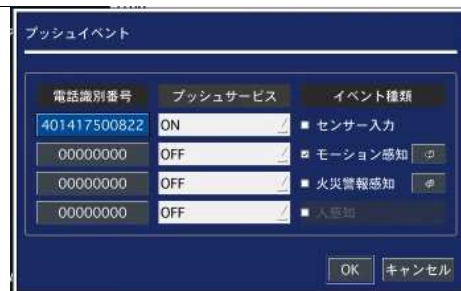 プッシュイベント
電話識別番号 プッシュサービス イベント種類
401417500822 ON センサー入力
00000000 OFF モーション感知
00000000 OFF 火災警報感知
00000000 OFF 人感知
OK キャンセル